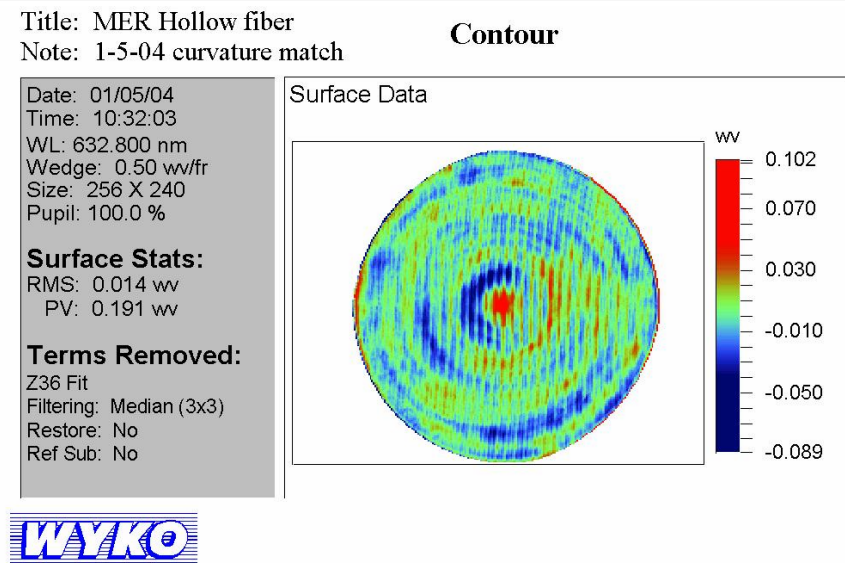 Title: MER Hollow fiber
Note: 1-5-04 curvature match
Contour
Date: 01/05/04
Time: 10:32:03
WL: 632.800 nm
Wedge: 0.50 wv/fr
Size: 256 X 240
Pupil: 100.0 %
Surface Stats:
RMS: 0.014 wv
PV: 0.191 wv
Terms Removed:
Z36 Fit
Filtering: Median (3x3)
Restore: No
Ref Sub: No
Surface Data
wv
0.102
0.070
0.030
-0.010
-0.050
-0.089
WYKO